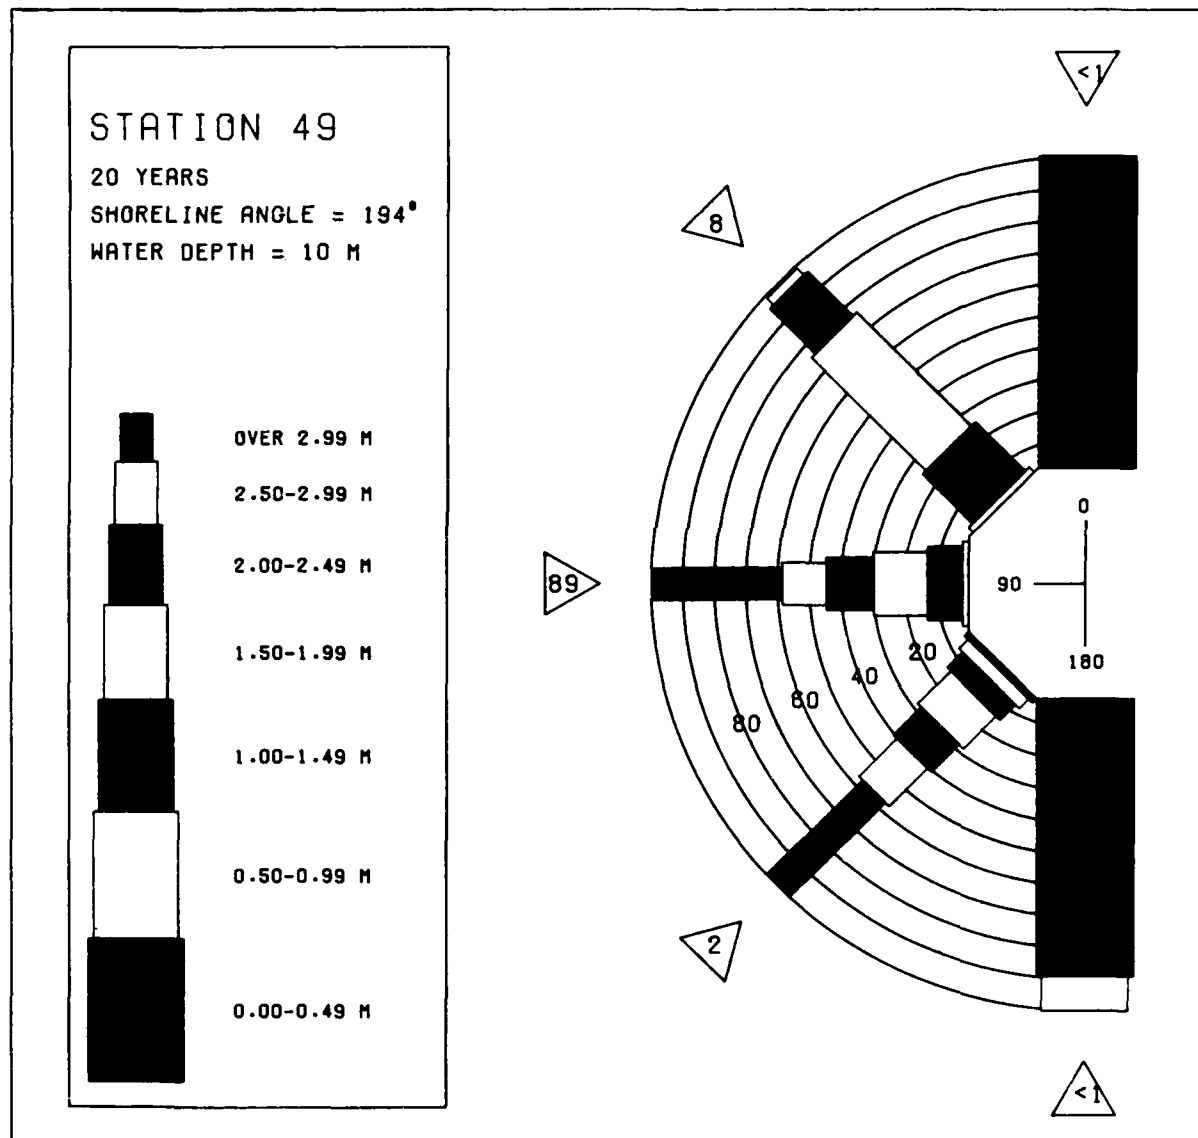 STATION 49
20 YEARS
SHORELINE ANGLE = 194°
WATER DEPTH = 10 M
OVER 2.99 M
2.50-2.99 M
2.00-2.49 M
1.50-1.99 M
1.00-1.49 M
0.50-0.99 M
0.00-0.49 M
<1
8
89
2
<1
0
90
180
20
40
60
80